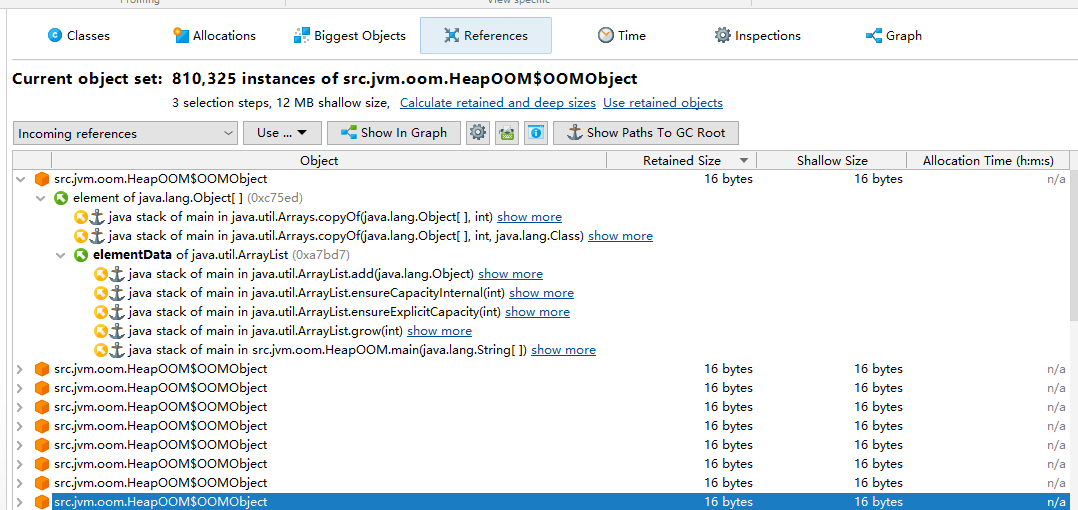 Profiling View specific
Classes Allocations Biggest Objects References Time Inspections Graph
Current object set: 810,325 instances of src.jvm.oom.HeapOOM$OOMObject
3 selection steps, 12 MB shallow size, Calculate retained and deep sizes Use retained objects
Incoming references Use ... Show In Graph Show Paths To GC Root
Object Retained Size Shallow Size Allocation Time (h:m:s)
src.jvm.oom.HeapOOM$OOMObject 16 bytes 16 bytes n/a
element of java.lang.Object[ ] (0xc75ed)
java stack of main in java.util.Arrays.copyOf(java.lang.Object[ ], int) show more
java stack of main in java.util.Arrays.copyOf(java.lang.Object[ ], int, java.lang.Class) show more
elementData of java.util.ArrayList (0xa7bd7)
java stack of main in java.util.ArrayList.add(java.lang.Object) show more
java stack of main in java.util.ArrayList.ensureCapacityInternal(int) show more
java stack of main in java.util.ArrayList.ensureExplicitCapacity(int) show more
java stack of main in java.util.ArrayList.grow(int) show more
java stack of main in src.jvm.oom.HeapOOM.main(java.lang.String[ ]) show more
src.jvm.oom.HeapOOM$OOMObject 16 bytes 16 bytes n/a
src.jvm.oom.HeapOOM$OOMObject 16 bytes 16 bytes n/a
src.jvm.oom.HeapOOM$OOMObject 16 bytes 16 bytes n/a
src.jvm.oom.HeapOOM$OOMObject 16 bytes 16 bytes n/a
src.jvm.oom.HeapOOM$OOMObject 16 bytes 16 bytes n/a
src.jvm.oom.HeapOOM$OOMObject 16 bytes 16 bytes n/a
src.jvm.oom.HeapOOM$OOMObject 16 bytes 16 bytes n/a
src.jvm.oom.HeapOOM$OOMObject 16 bytes 16 bytes n/a